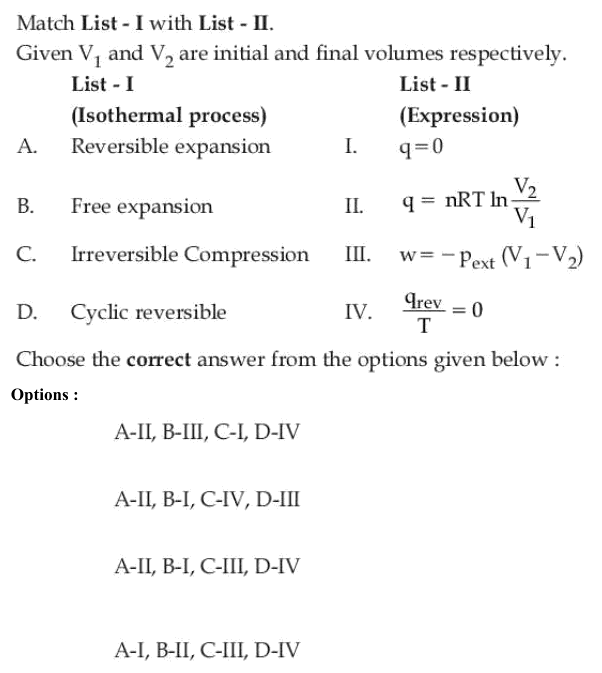 Match List - I with List - II.
Given V₁ and V₂ are initial and final volumes respectively.
List - I List - II
(Isothermal process) (Expression)
A. Reversible expansion I. q=0
B. Free expansion II. q = nRT ln V₂/V₁
C. Irreversible Compression III. w= − pₑₓₜ (V₁−V₂)
D. Cyclic reversible IV. qᵣₑᵥ/T = 0
Choose the correct answer from the options given below :
Options :
A-II, B-III, C-I, D-IV
A-II, B-I, C-IV, D-III
A-II, B-I, C-III, D-IV
A-I, B-II, C-III, D-IV